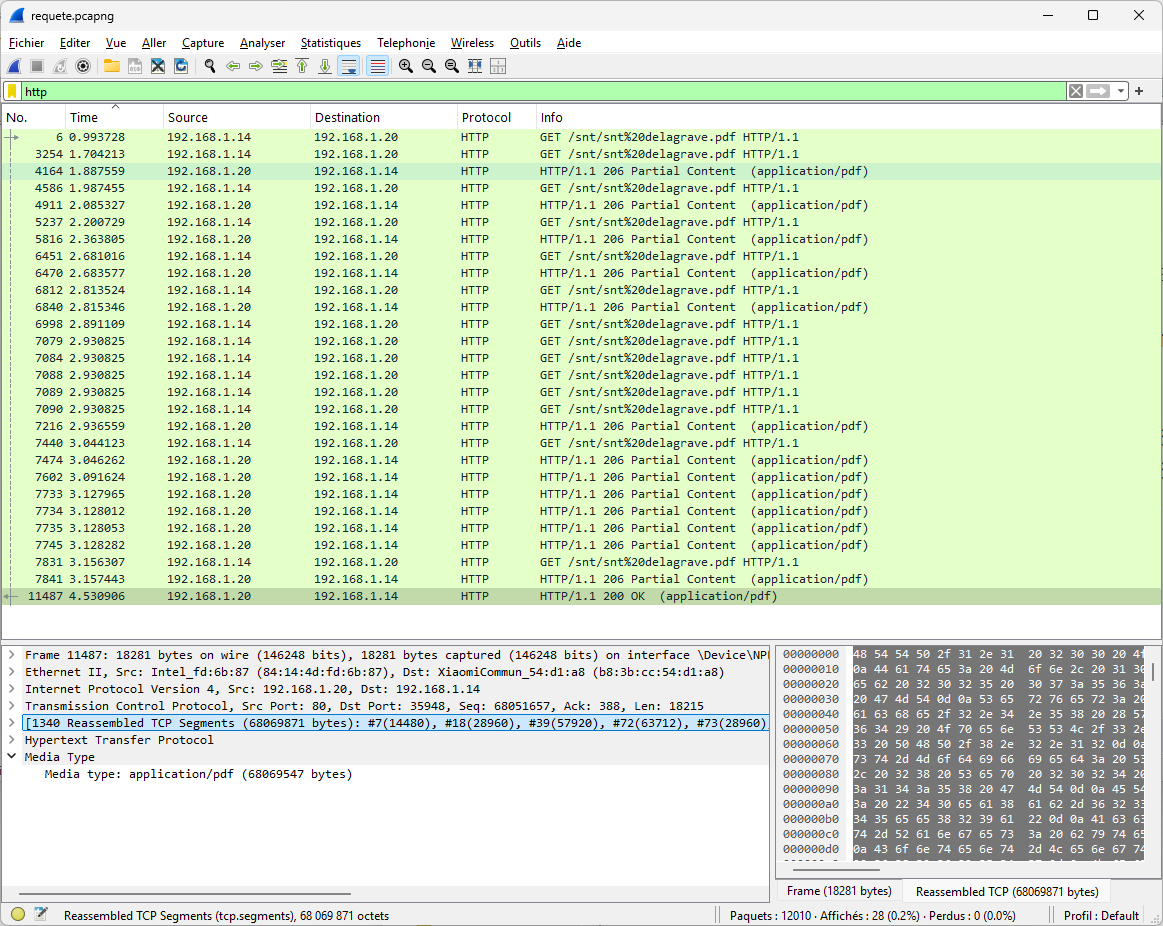 requete.pcapng
Fichier Editer Vue Aller Capture Analyser Statistiques Telephonie Wireless Outils Aide
http
No. Time Source Destination Protocol Info
6 0.993728 192.168.1.14 192.168.1.20 HTTP GET /snt/snt%20delagrave.pdf HTTP/1.1
3254 1.704213 192.168.1.14 192.168.1.20 HTTP GET /snt/snt%20delagrave.pdf HTTP/1.1
4164 1.887559 192.168.1.20 192.168.1.14 HTTP HTTP/1.1 206 Partial Content (application/pdf)
4586 1.987455 192.168.1.14 192.168.1.20 HTTP GET /snt/snt%20delagrave.pdf HTTP/1.1
4911 2.085327 192.168.1.20 192.168.1.14 HTTP HTTP/1.1 206 Partial Content (application/pdf)
5237 2.200729 192.168.1.14 192.168.1.20 HTTP GET /snt/snt%20delagrave.pdf HTTP/1.1
5816 2.363805 192.168.1.20 192.168.1.14 HTTP HTTP/1.1 206 Partial Content (application/pdf)
6451 2.681016 192.168.1.14 192.168.1.20 HTTP GET /snt/snt%20delagrave.pdf HTTP/1.1
6470 2.683577 192.168.1.20 192.168.1.14 HTTP HTTP/1.1 206 Partial Content (application/pdf)
6812 2.813524 192.168.1.14 192.168.1.20 HTTP GET /snt/snt%20delagrave.pdf HTTP/1.1
6840 2.815346 192.168.1.20 192.168.1.14 HTTP HTTP/1.1 206 Partial Content (application/pdf)
6998 2.891109 192.168.1.14 192.168.1.20 HTTP GET /snt/snt%20delagrave.pdf HTTP/1.1
7079 2.930825 192.168.1.14 192.168.1.20 HTTP GET /snt/snt%20delagrave.pdf HTTP/1.1
7084 2.930825 192.168.1.14 192.168.1.20 HTTP GET /snt/snt%20delagrave.pdf HTTP/1.1
7088 2.930825 192.168.1.14 192.168.1.20 HTTP GET /snt/snt%20delagrave.pdf HTTP/1.1
7089 2.930825 192.168.1.14 192.168.1.20 HTTP GET /snt/snt%20delagrave.pdf HTTP/1.1
7090 2.930825 192.168.1.14 192.168.1.20 HTTP GET /snt/snt%20delagrave.pdf HTTP/1.1
7216 2.936559 192.168.1.20 192.168.1.14 HTTP HTTP/1.1 206 Partial Content (application/pdf)
7440 3.044123 192.168.1.14 192.168.1.20 HTTP GET /snt/snt%20delagrave.pdf HTTP/1.1
7474 3.046262 192.168.1.20 192.168.1.14 HTTP HTTP/1.1 206 Partial Content (application/pdf)
7602 3.091624 192.168.1.20 192.168.1.14 HTTP HTTP/1.1 206 Partial Content (application/pdf)
7733 3.127965 192.168.1.20 192.168.1.14 HTTP HTTP/1.1 206 Partial Content (application/pdf)
7734 3.128012 192.168.1.20 192.168.1.14 HTTP HTTP/1.1 206 Partial Content (application/pdf)
7735 3.128053 192.168.1.20 192.168.1.14 HTTP HTTP/1.1 206 Partial Content (application/pdf)
7745 3.128282 192.168.1.20 192.168.1.14 HTTP HTTP/1.1 206 Partial Content (application/pdf)
7831 3.156307 192.168.1.14 192.168.1.20 HTTP GET /snt/snt%20delagrave.pdf HTTP/1.1
7841 3.157443 192.168.1.20 192.168.1.14 HTTP HTTP/1.1 206 Partial Content (application/pdf)
11487 4.530906 192.168.1.20 192.168.1.14 HTTP HTTP/1.1 200 OK (application/pdf)
Frame 11487: 18281 bytes on wire (146248 bits), 18281 bytes captured (146248 bits) on interface \Device\NP
Ethernet II, Src: Intel_fd:6b:87 (84:14:4d:fd:6b:87), Dst: XiaomiCommun_54:d1:a8 (b8:3b:cc:54:d1:a8)
Internet Protocol Version 4, Src: 192.168.1.20, Dst: 192.168.1.14
Transmission Control Protocol, Src Port: 80, Dst Port: 35948, Seq: 68051657, Ack: 388, Len: 18215
[1340 Reassembled TCP Segments (68069871 bytes): #7(14480), #18(28960), #39(57920), #72(63712), #73(28960)
Hypertext Transfer Protocol
Media Type
Media type: application/pdf (68069547 bytes)
00000000 48 54 54 50 2f 31 2e 31 20 32 30 30 20 4f
00000010 0a 44 61 74 65 3a 20 4d 6f 6e 2c 20 31 30
00000020 65 62 20 32 30 32 35 20 30 37 3a 35 36 3a
00000030 20 47 4d 54 0d 0a 53 65 72 76 65 72 3a 20
00000040 61 63 68 65 2f 32 2e 34 2e 35 38 20 28 57
00000050 36 34 29 20 4f 70 65 6e 53 53 4c 2f 33 2e
00000060 33 20 50 48 50 2f 38 2e 32 2e 31 32 0d 0a
00000070 73 74 2d 4d 6f 64 69 66 69 65 64 3a 20 53
00000080 2c 20 32 38 20 53 65 70 20 32 30 32 34 20
00000090 3a 31 34 3a 35 38 20 47 4d 54 0d 0a 45 54
000000a0 3a 20 22 34 30 65 61 38 61 62 2d 36 32 33
000000b0 34 35 65 65 38 32 39 61 22 0d 0a 41 63 63
000000c0 74 2d 52 61 6e 67 65 73 3a 20 62 79 74 65
000000d0 0a 43 6f 6e 74 65 6e 74 2d 4c 65 6e 67 74
Frame (18281 bytes) Reassembled TCP (68069871 bytes)
Reassembled TCP Segments (tcp.segments), 68 069 871 octets Paquets : 12010 · Affichés : 28 (0.2%) · Perdus : 0 (0.0%) Profil : Default